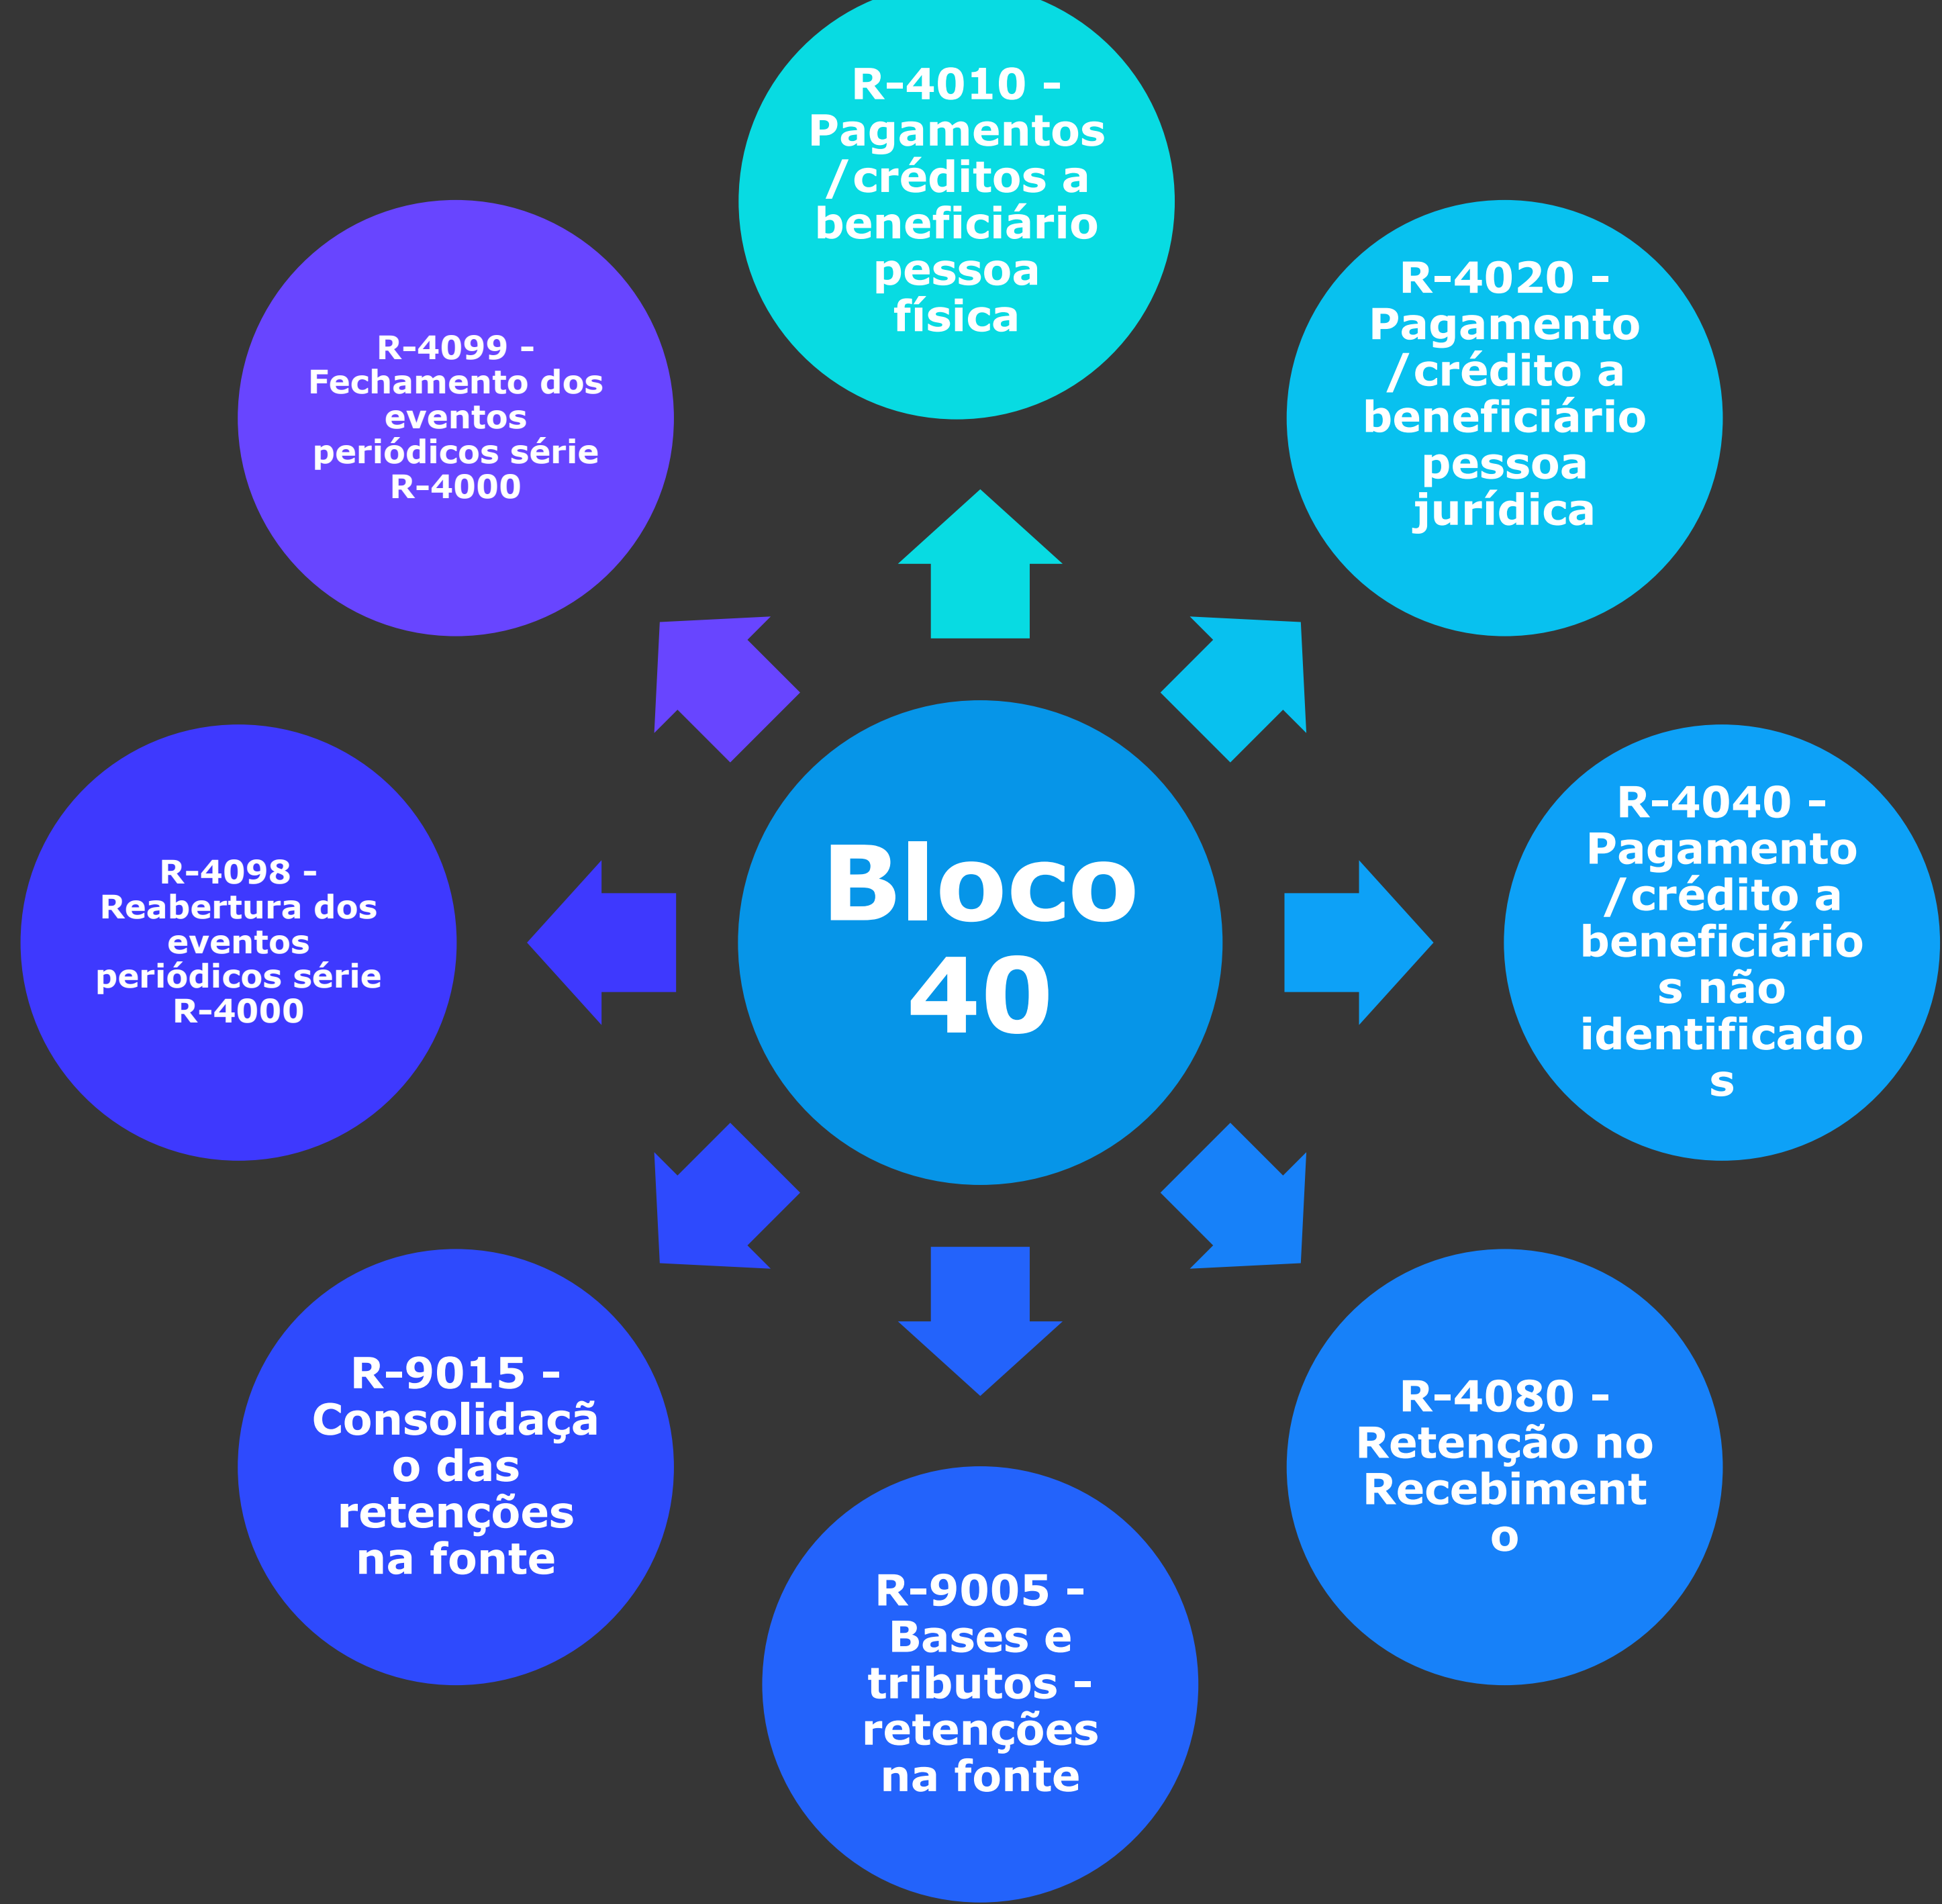 R-4010 -
Pagamentos
/créditos a
beneficiário
pessoa
física
R-4020 -
Pagamento
/crédito a
beneficiário
pessoa
jurídica
R-4040 -
Pagamento
/crédito a
beneficiário
s não
identificado
s
R-4080 -
Retenção no
Recebiment
o
R-9005 -
Bases e
tributos -
retenções
na fonte
R-9015 -
Consolidaçã
o das
retenções
na fonte
R-4098 -
Reabertura dos
eventos
periódicos série
R-4000
R-4099 -
Fechamento dos
eventos
periódicos série
R-4000
Bloco
40